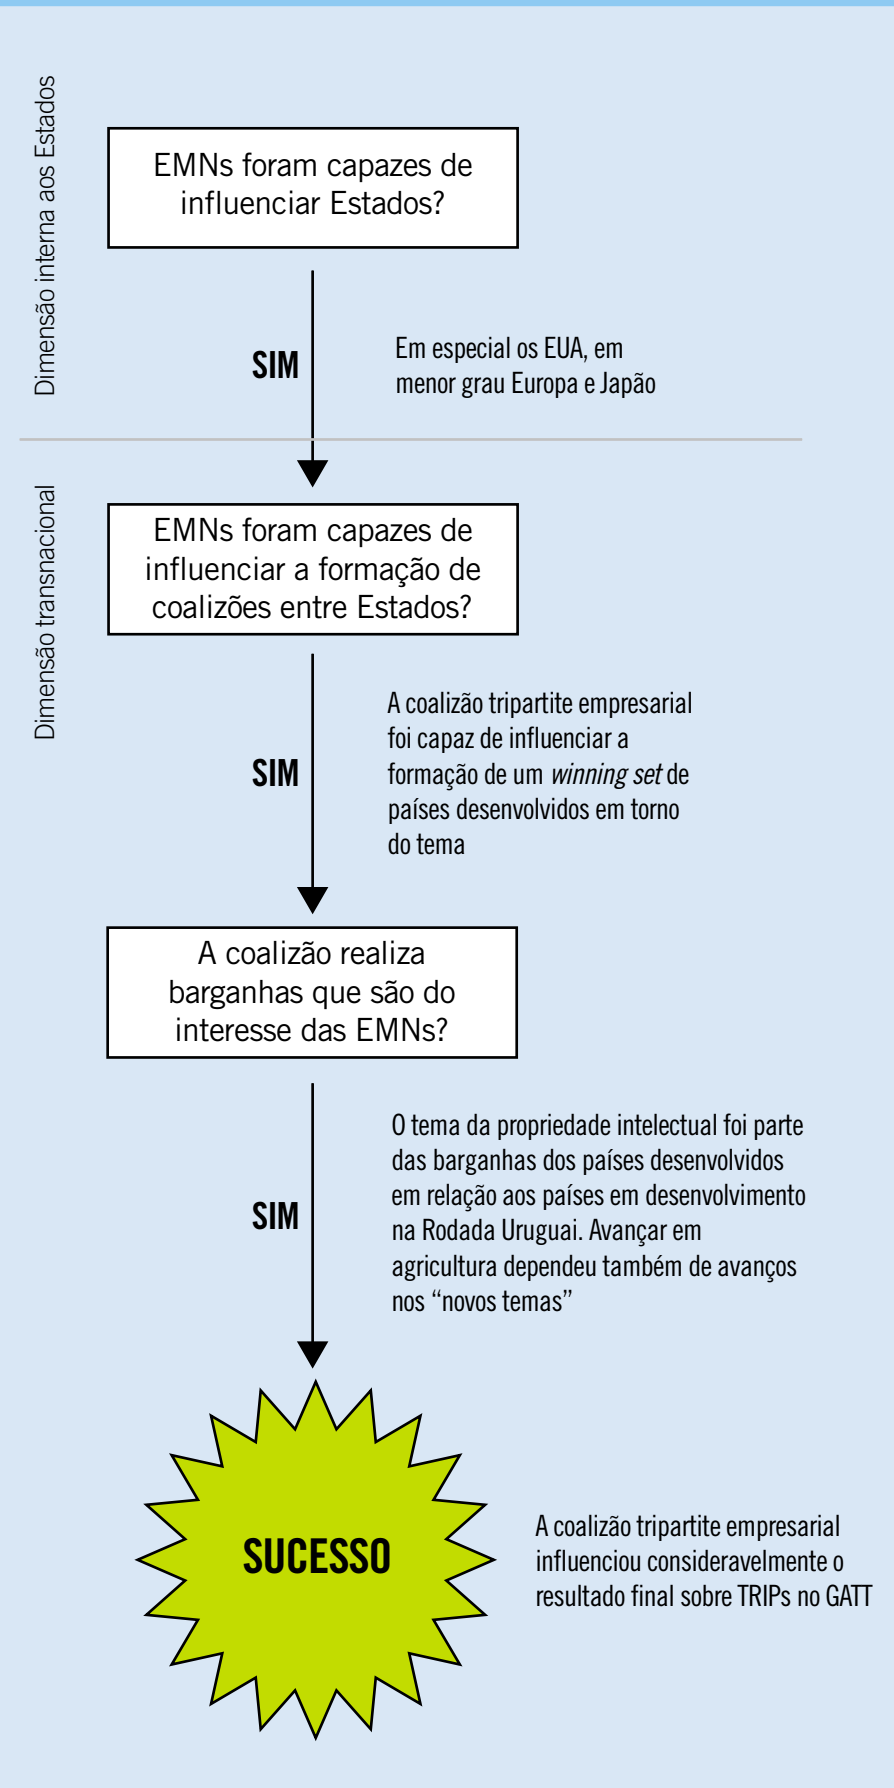 Dimensão interna aos Estados
EMNs foram capazes de
influenciar Estados?
SIM
Em especial os EUA, em
menor grau Europa e Japão
Dimensão transnacional
EMNs foram capazes de
influenciar a formação de
coalizões entre Estados?
SIM
A coalizão tripartite empresarial
foi capaz de influenciar a
formação de um winning set de
países desenvolvidos em torno
do tema
A coalizão realiza
barganhas que são do
interesse das EMNs?
SIM
O tema da propriedade intelectual foi parte
das barganhas dos países desenvolvidos
em relação aos países em desenvolvimento
na Rodada Uruguai. Avançar em
agricultura dependeu também de avanços
nos “novos temas”
SUCESSO
A coalizão tripartite empresarial
influenciou consideravelmente o
resultado final sobre TRIPs no GATT